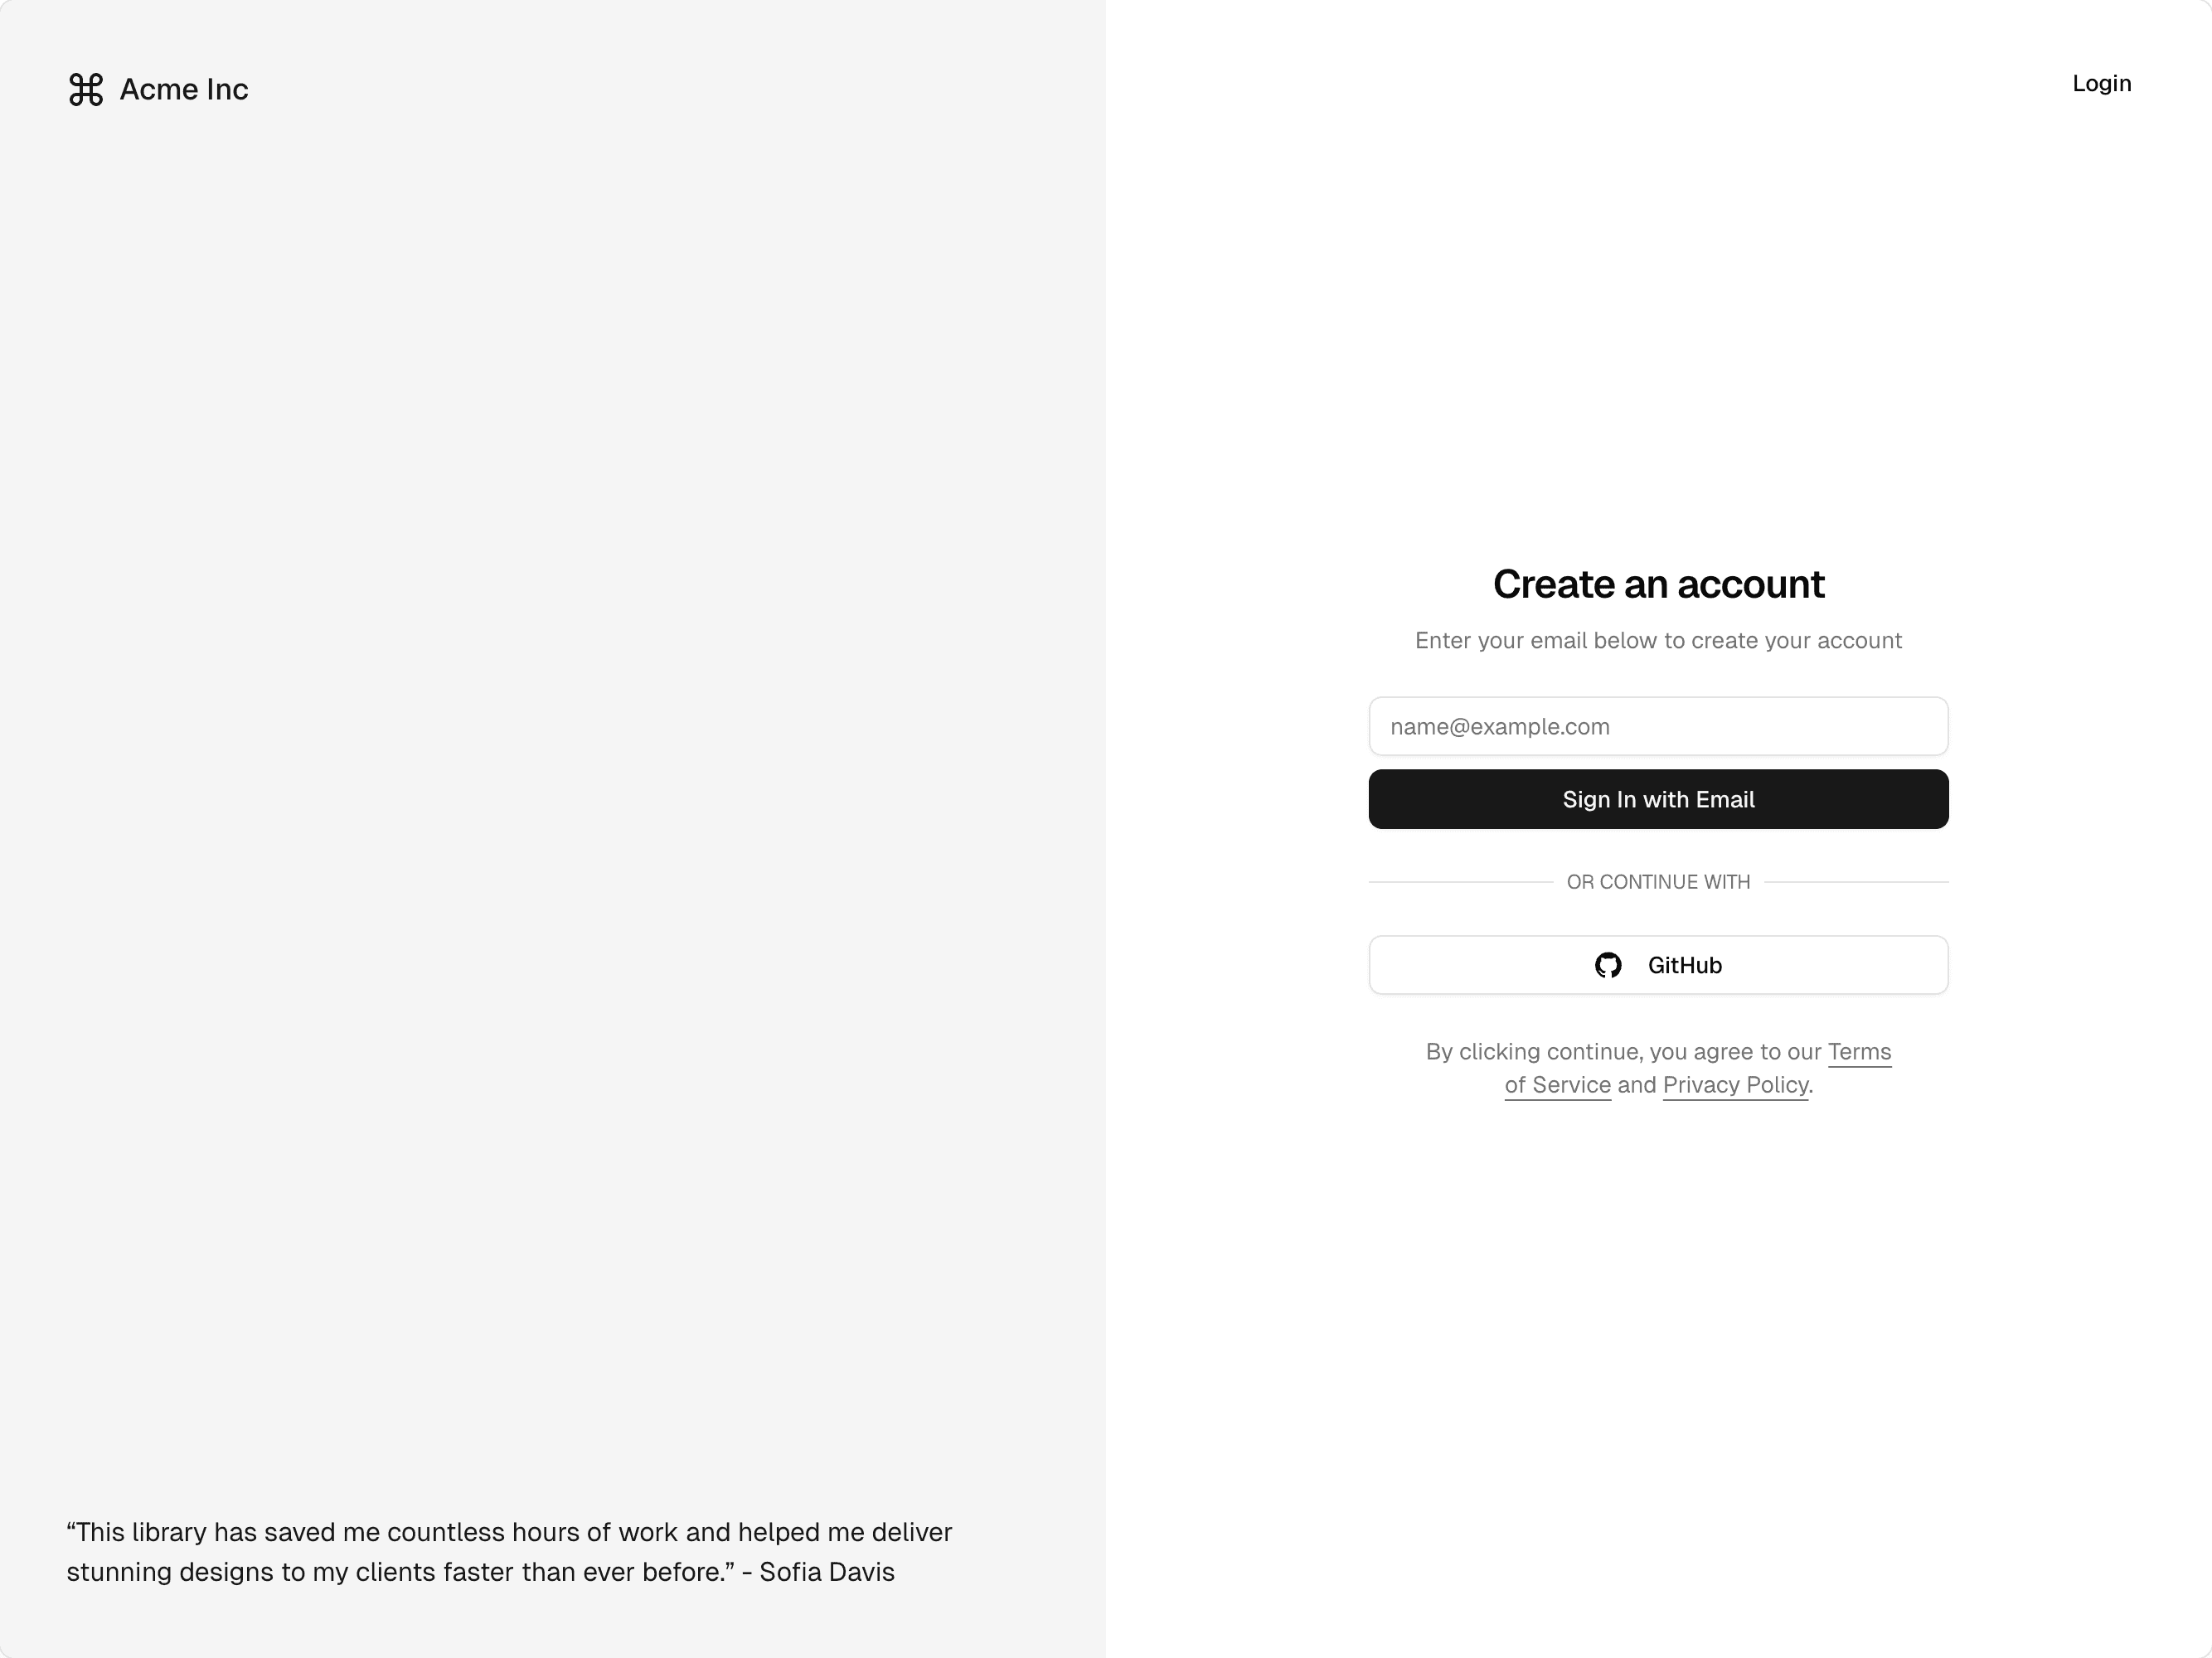 Acme Inc
Login
Create an account
Enter your email below to create your account
name@example.com
Sign In with Email
OR CONTINUE WITH
GitHub
By clicking continue, you agree to our Terms
of Service and Privacy Policy.
“This library has saved me countless hours of work and helped me deliver
stunning designs to my clients faster than ever before.” - Sofia Davis